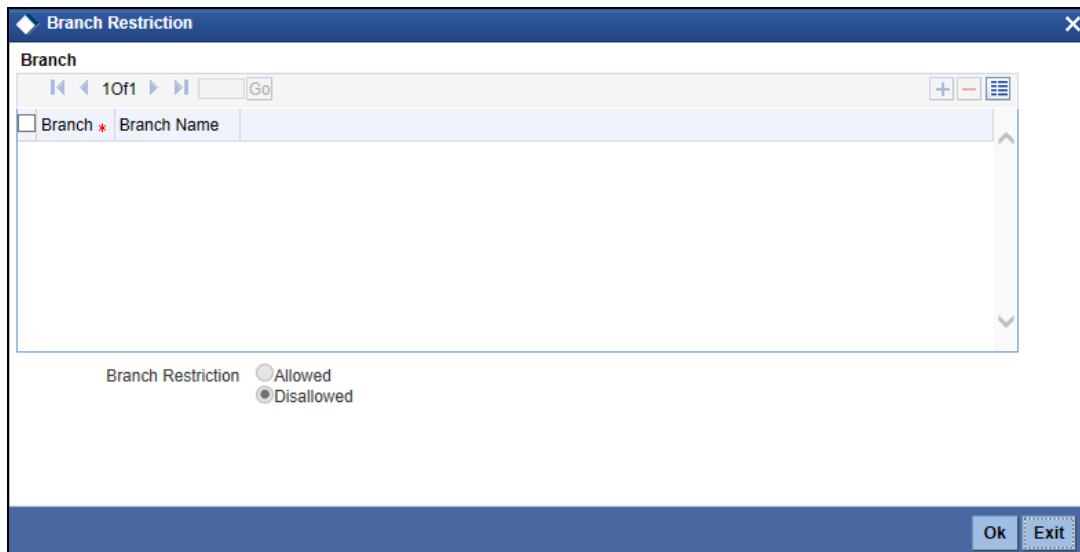 Branch Restriction
Branch
1Of1 Go
Branch * Branch Name
Branch Restriction Allowed
Disallowed
Ok Exit